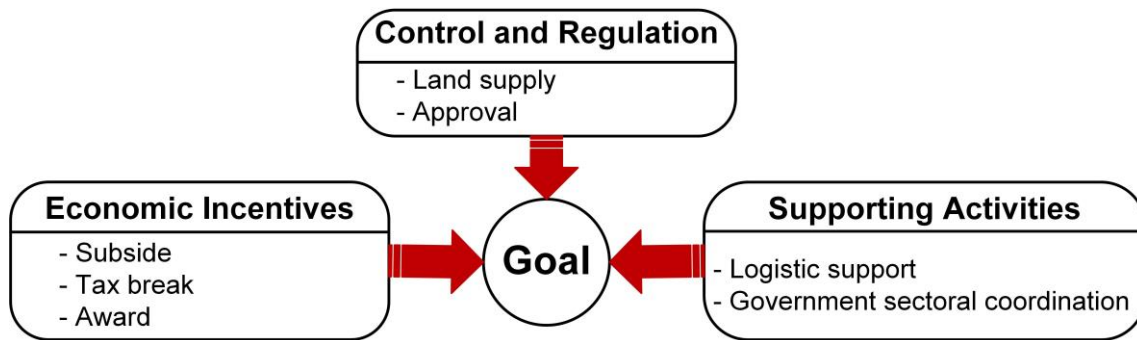 Control and Regulation
- Land supply
- Approval
Economic Incentives
- Subside
- Tax break
- Award
Goal
Supporting Activities
- Logistic support
- Government sectoral coordination